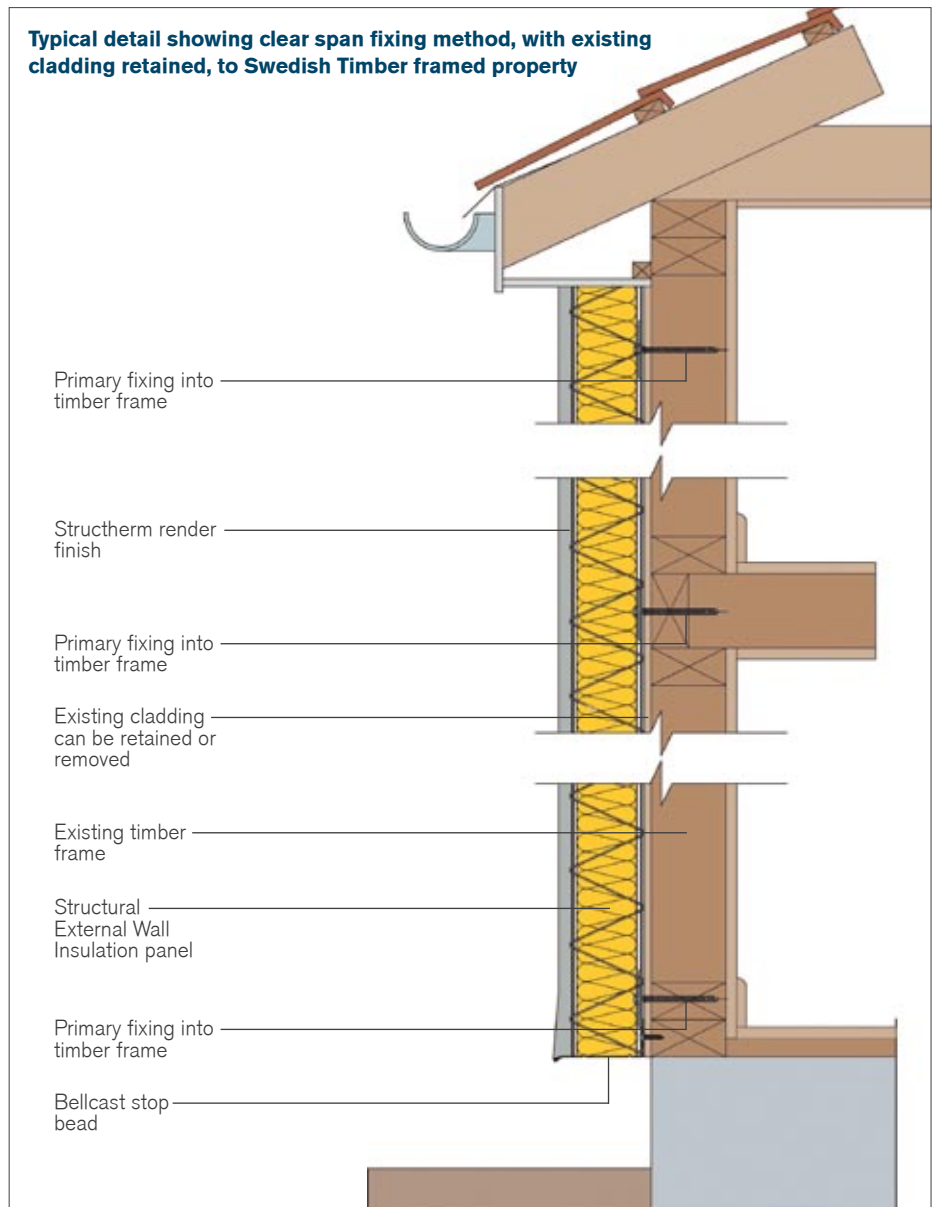 Typical detail showing clear span fixing method, with existing
cladding retained, to Swedish Timber framed property
Primary fixing into
timber frame
Structherm render
finish
Primary fixing into
timber frame
Existing cladding
can be retained or
removed
Existing timber
frame
Structural
External Wall
Insulation panel
Primary fixing into
timber frame
Bellcast stop
bead